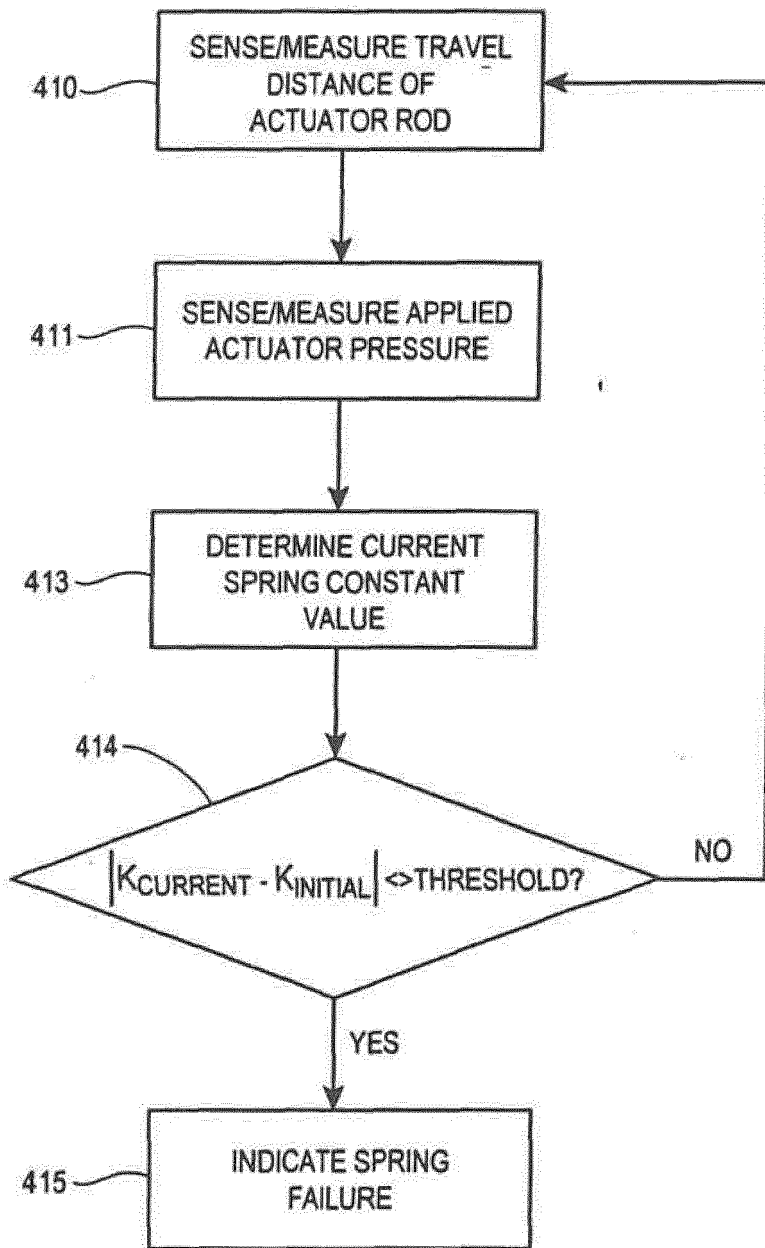 SENSE/MEASURE TRAVEL
DISTANCE OF
ACTUATOR ROD
410
SENSE/MEASURE APPLIED
ACTUATOR PRESSURE
411
DETERMINE CURRENT
SPRING CONSTANT
VALUE
413
414
|KCURRENT - KINITIAL| <>THRESHOLD?
NO
YES
INDICATE SPRING
FAILURE
415